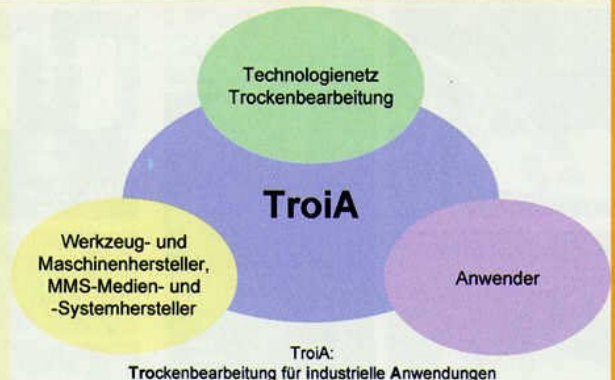 Technologienetz
Trockenbearbeitung
TroiA
Werkzeug- und
Maschinenhersteller,
MMS-Medien- und
-Systemhersteller
Anwender
TroiA:
Trockenbearbeitung für industrielle Anwendungen